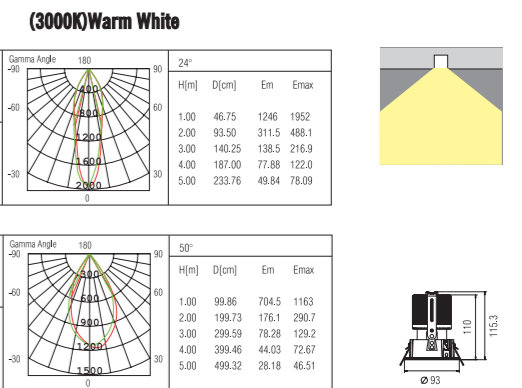 (3000K)Warm White
Gamma Angle 180
-90 90
400
-60 800 60
1200
1600
-30 2000 30
0
24°
H[m] D[cm] Em Emax
1.00 46.75 1246 1952
2.00 93.50 311.5 488.1
3.00 140.25 138.5 216.9
4.00 187.00 77.88 122.0
5.00 233.76 49.84 78.09
Gamma Angle 180
-90 90
300
-60 600 60
900
1200
-30 1500 30
0
50°
H[m] D[cm] Em Emax
1.00 99.86 704.5 1163
2.00 199.73 176.1 290.7
3.00 299.59 78.28 129.2
4.00 399.46 44.03 72.67
5.00 499.32 28.18 46.51
110
115.3
Ø 93